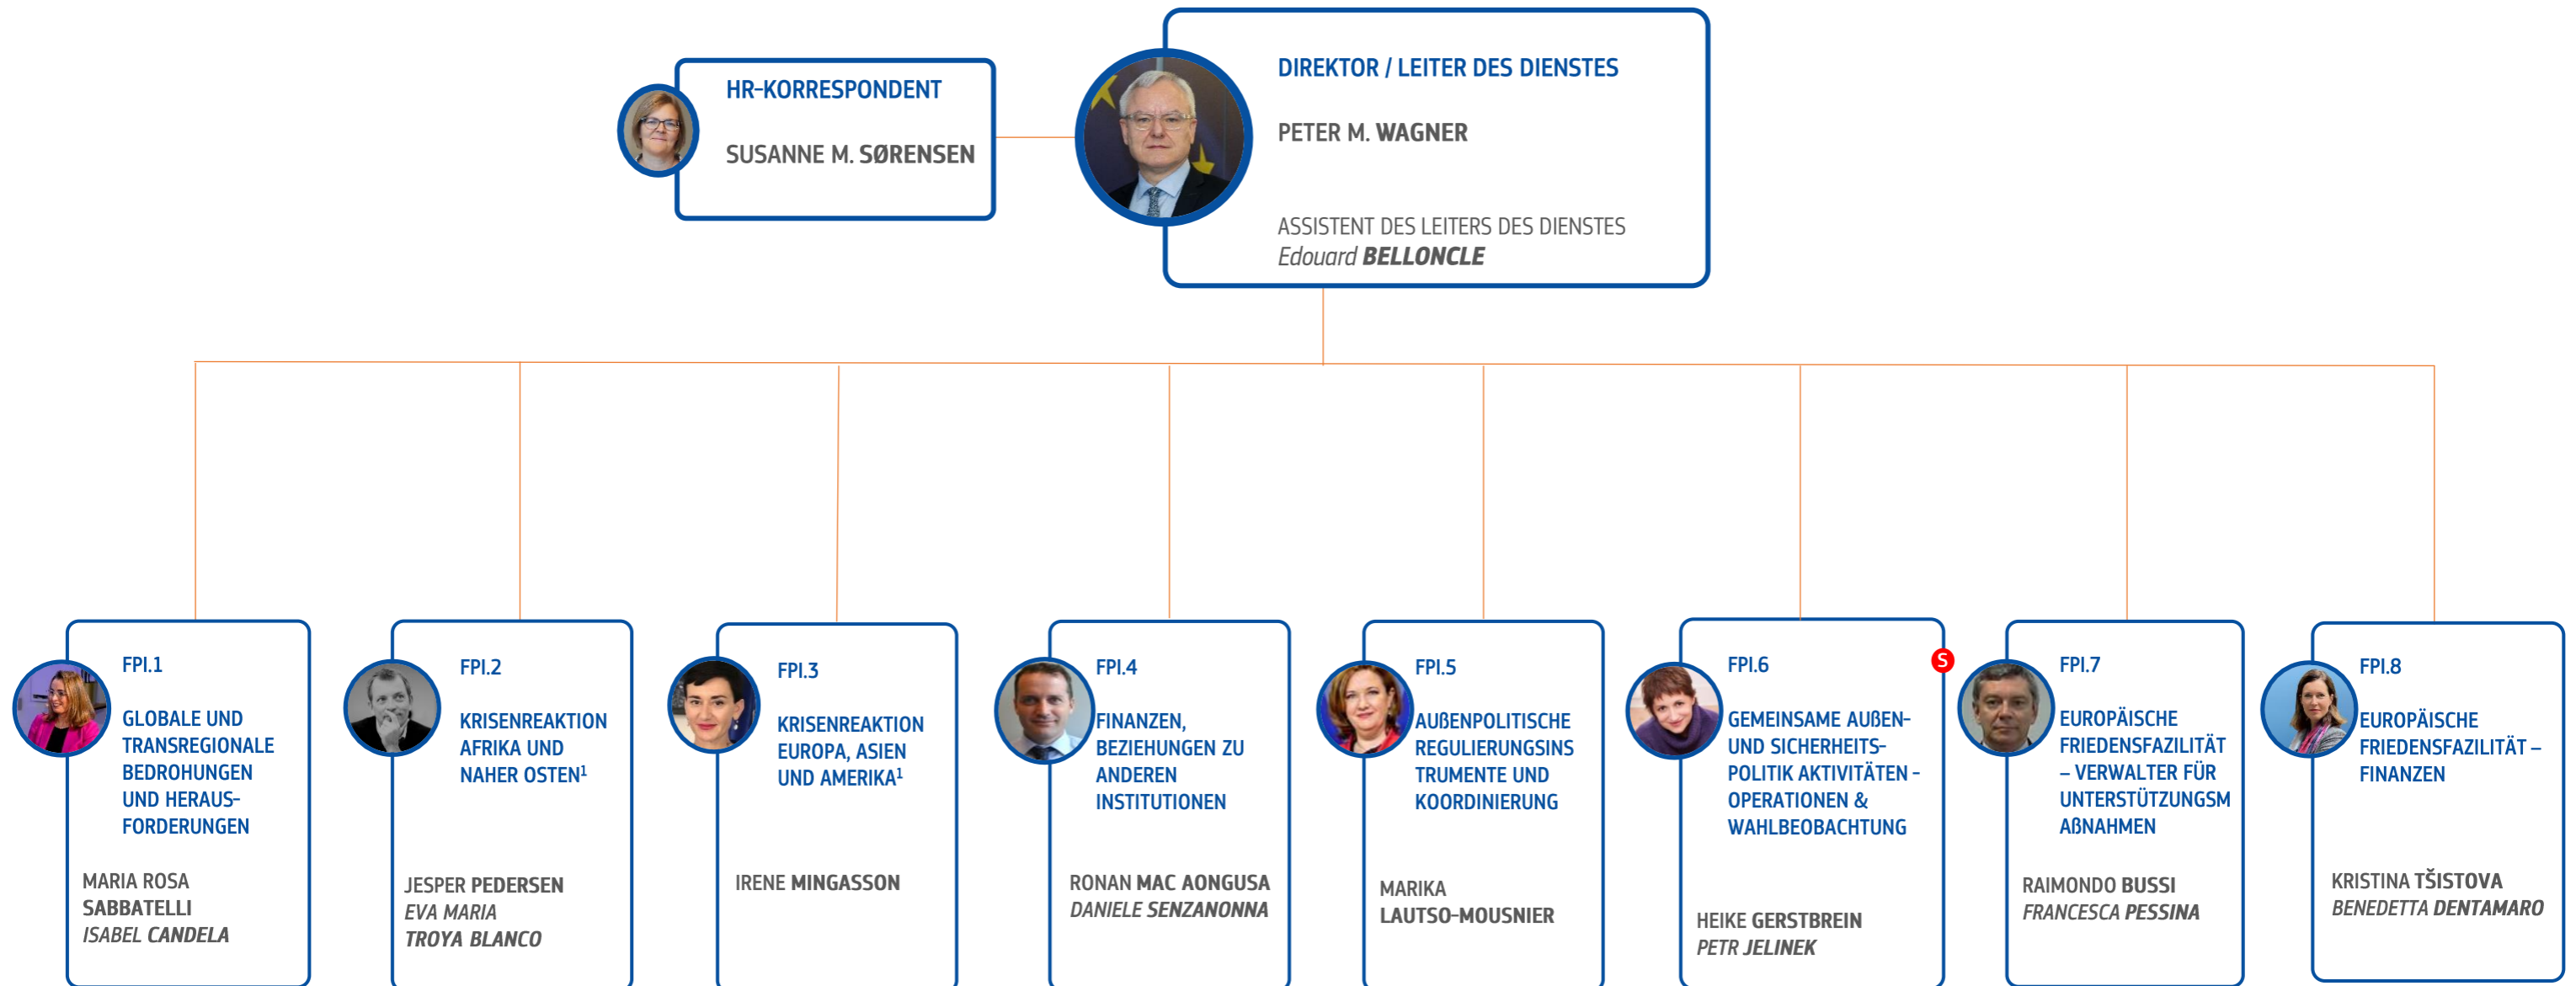 HR-KORRESPONDENT
SUSANNE M. SØRENSEN
DIREKTOR / LEITER DES DIENSTES
PETER M. WAGNER
ASSISTENT DES LEITERS DES DIENSTES
Edouard BELLONCLE
FPI.1
GLOBALE UND
TRANSREGIONALE
BEDROHUNGEN
UND HERAUS-
FORDERUNGEN
MARIA ROSA
SABBATELLI
ISABEL CANDELA
FPI.2
KRISENREAKTION
AFRIKA UND
NAHER OSTEN¹
JESPER PEDERSEN
EVA MARIA
TROYA BLANCO
FPI.3
KRISENREAKTION
EUROPA, ASIEN
UND AMERIKA¹
IRENE MINGASSON
FPI.4
FINANZEN,
BEZIEHUNGEN ZU
ANDEREN
INSTITUTIONEN
RONAN MAC AONGUSA
DANIELE SENZANONNA
FPI.5
AUßENPOLITISCHE
REGULIERUNGSINS
TRUMENTE UND
KOORDINIERUNG
MARIKA
LAUTSO-MOUSNIER
FPI.6
S
GEMEINSAME AUßEN-
UND SICHERHEITS-
POLITIK AKTIVITÄTEN -
OPERATIONEN &
WAHLBEOBACHTUNG
HEIKE GERSTBREIN
PETR JELINEK
FPI.7
EUROPÄISCHE
FRIEDENSFAZILITÄT
– VERWALTER FÜR
UNTERSTÜTZUNGSM
AßNAHMEN
RAIMONDO BUSSI
FRANCESCA PESSINA
FPI.8
EUROPÄISCHE
FRIEDENSFAZILITÄT –
FINANZEN
KRISTINA TŠISTOVA
BENEDETTA DENTAMARO